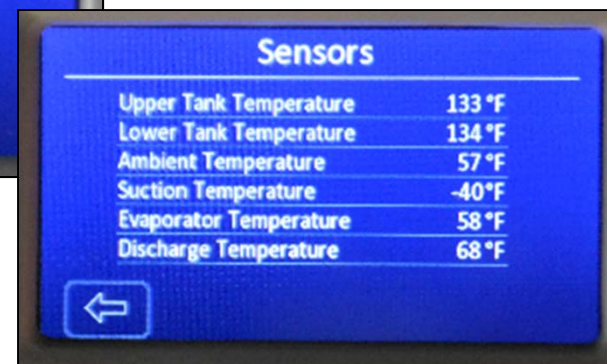 Sensors
Upper Tank Temperature 133 °F
Lower Tank Temperature 134 °F
Ambient Temperature 57 °F
Suction Temperature -40°F
Evaporator Temperature 58 °F
Discharge Temperature 68 °F